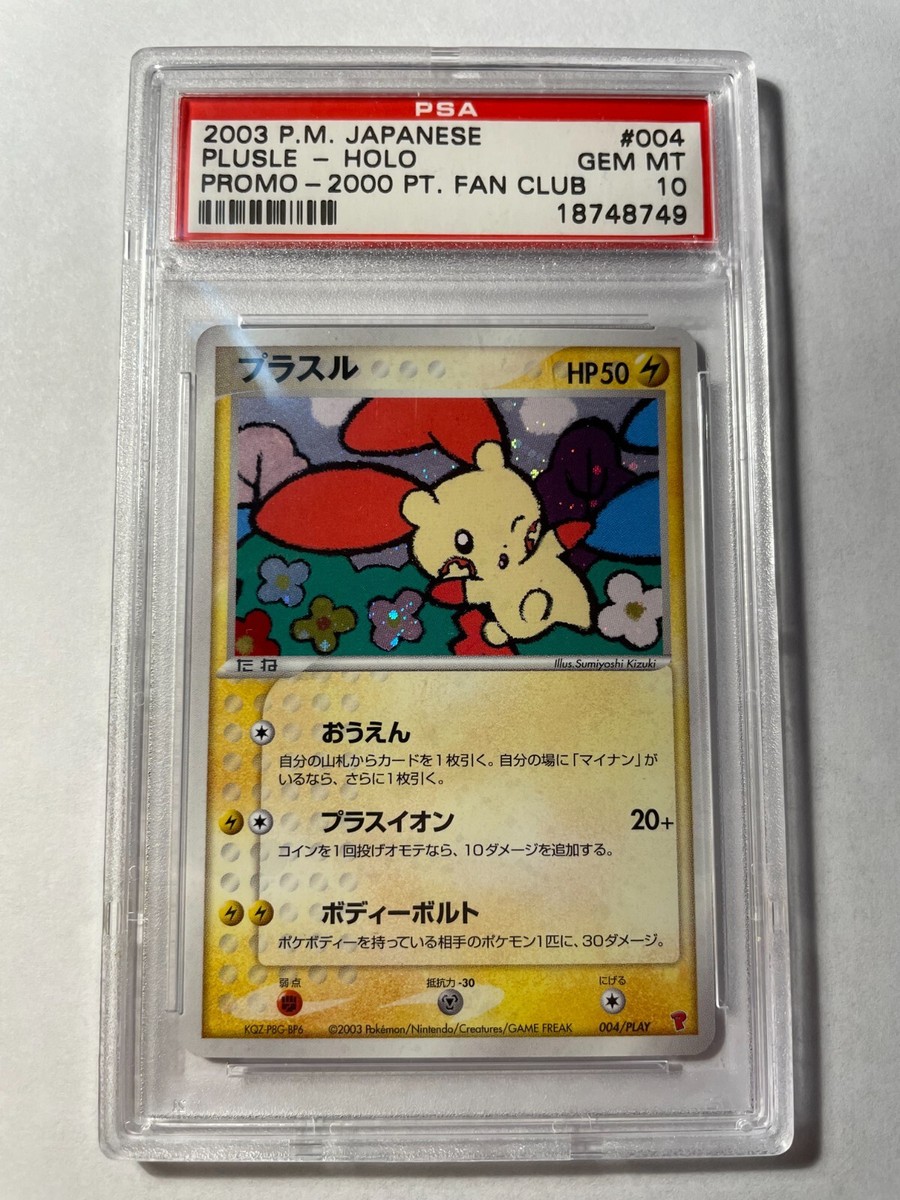 PSA
2003 P.M. JAPANESE #004
PLUSLE - HOLO GEM MT
PROMO - 2000 PT. FAN CLUB 10
18748749
プラスル HP50
たね Illus. Sumiyoshi Kizuki
おうえん
自分の山札からカードを1枚引く。自分の場に「マイナン」が
いるなら、さらに1枚引く。
プラスイオン 20+
コインを1回投げオモテなら、10ダメージを追加する。
ボディーボルト
ポケボディーを持っている相手のポケモン1匹に、30ダメージ。
弱点 抵抗力 -30 にげる
KQZ-P8G-BP6 ©2003 Pokémon/Nintendo/Creatures/GAME FREAK 004/PLAY P